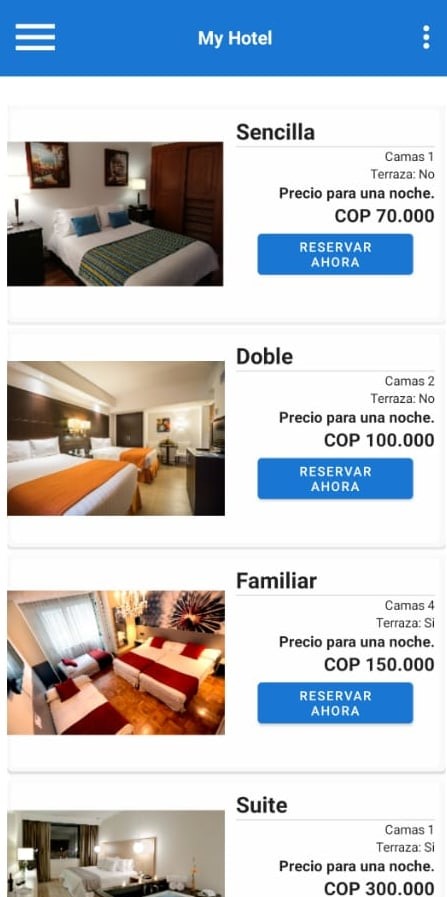 My Hotel
Sencilla
Camas 1
Terraza: No
Precio para una noche.
COP 70.000
RESERVAR
AHORA
Doble
Camas 2
Terraza: No
Precio para una noche.
COP 100.000
RESERVAR
AHORA
Familiar
Camas 4
Terraza: Si
Precio para una noche.
COP 150.000
RESERVAR
AHORA
Suite
Camas 1
Terraza: Si
Precio para una noche.
COP 300.000